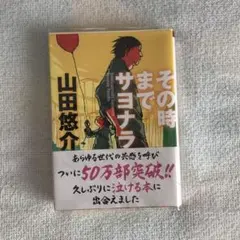 その時
まで
サヨナラ
山田悠介
あらゆる世代の共感を呼び
ついに50万部突破!!
久しぶりに泣ける本に
出会えました